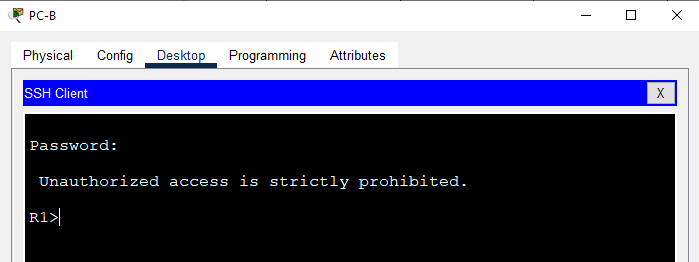 PC-B
Physical Config Desktop Programming Attributes
SSH Client X
Password:
Unauthorized access is strictly prohibited.
R1>